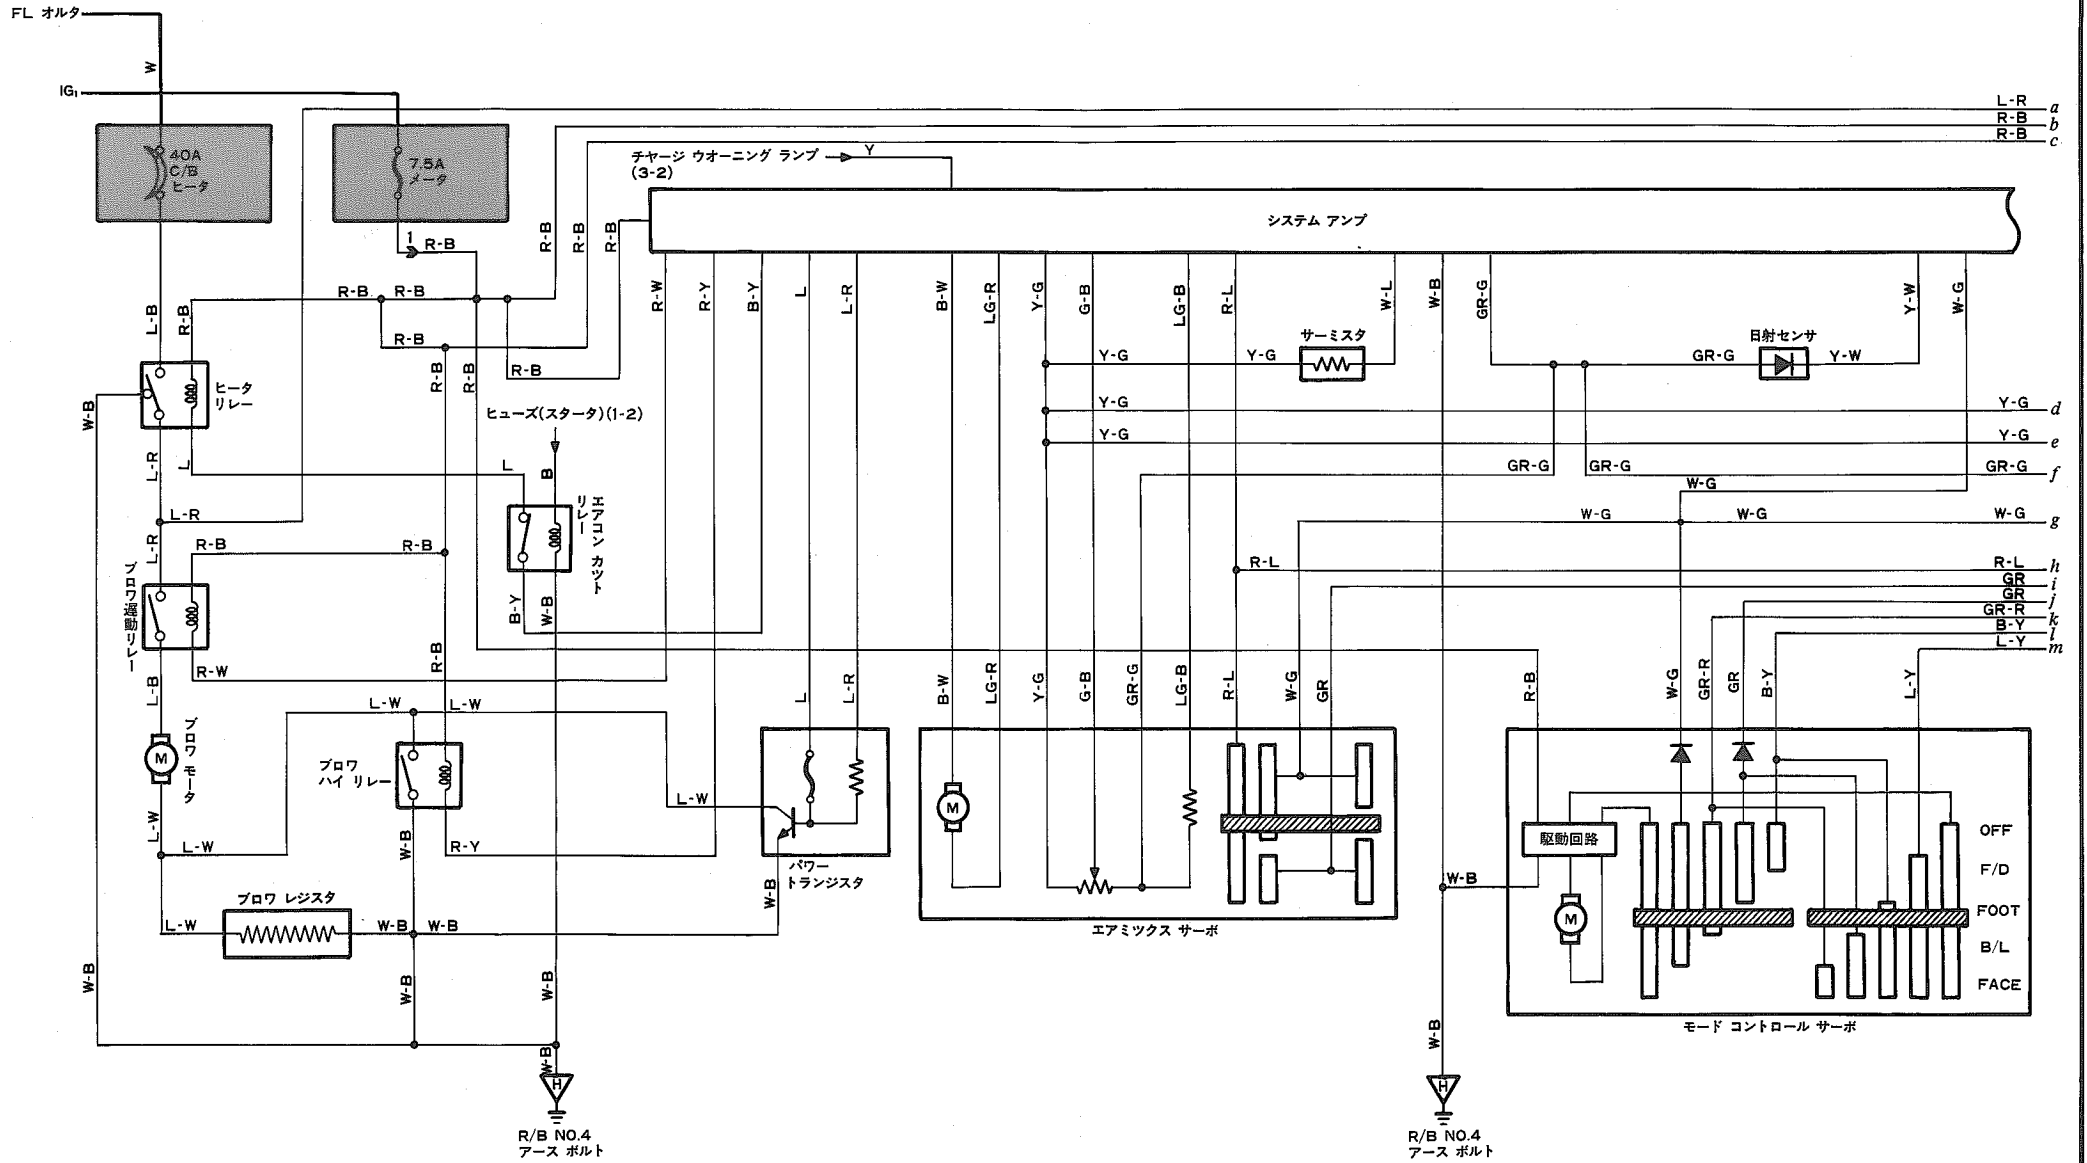 FL オルタ
W
IG₁
L-R a
R-B b
R-B c
40A
C/B
ヒータ
7.5A
メータ
チヤージ ウオーニング ランプ
(3-2)
Y
システム アンプ
1
R-B
R-B
R-B
R-B
R-B
R-B
L-B
R-B
R-B
R-B
R-B
R-B
R-B
R-W
R-Y
B-Y
L
L-R
B-W
LG-R
Y-G
G-B
LG-B
R-L
W-L
W-B
GR-G
Y-W
W-G
サーミスタ
Y-G
Y-G
日射センサ
GR-G
Y-W
ヒータ
リレー
W-B
ヒューズ(スタータ)(1-2)
Y-G
Y-G d
Y-G
Y-G e
L-R
L
L
B
GR-G
GR-G
GR-G f
W-G
エアコン カツト
リレー
L-R
W-G
W-G
W-G g
L-R
R-B
R-B
R-L
R-L h
GR i
GR j
GR-R k
B-Y l
L-Y m
ブロワ遅動リレー
B-Y
W-B
R-B
R-W
L-B
L
L-R
B-W
LG-R
Y-G
G-B
GR-G
LG-B
R-L
W-G
GR
R-B
W-G
GR-R
GR
B-Y
L-Y
L-W
L-W
ブロワ モータ
M
ブロワ
ハイ リレー
L-W
M
L-W
L-W
W-B
R-Y
パワー
トランジスタ
駆動回路
OFF
F/D
FOOT
B/L
FACE
W-B
W-B
M
ブロワ レジスタ
L-W
W-B
W-B
エアミツクス サーボ
W-B
W-B
W-B
W-B
W-B
モード コントロール サーボ
H
H
R/B NO.4
アース ボルト
R/B NO.4
アース ボルト